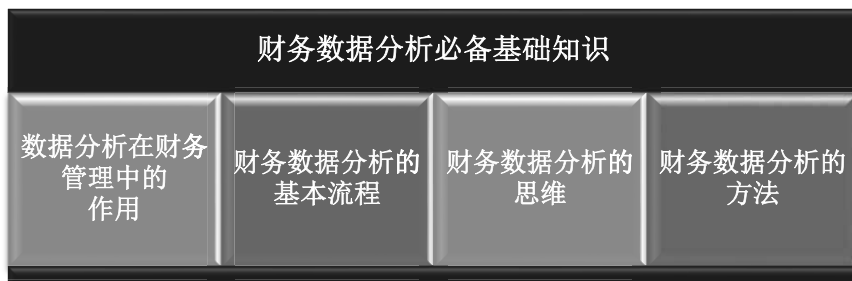 财务数据分析必备基础知识
数据分析在财务
管理中的
作用
财务数据分析的
基本流程
财务数据分析的
思维
财务数据分析的
方法